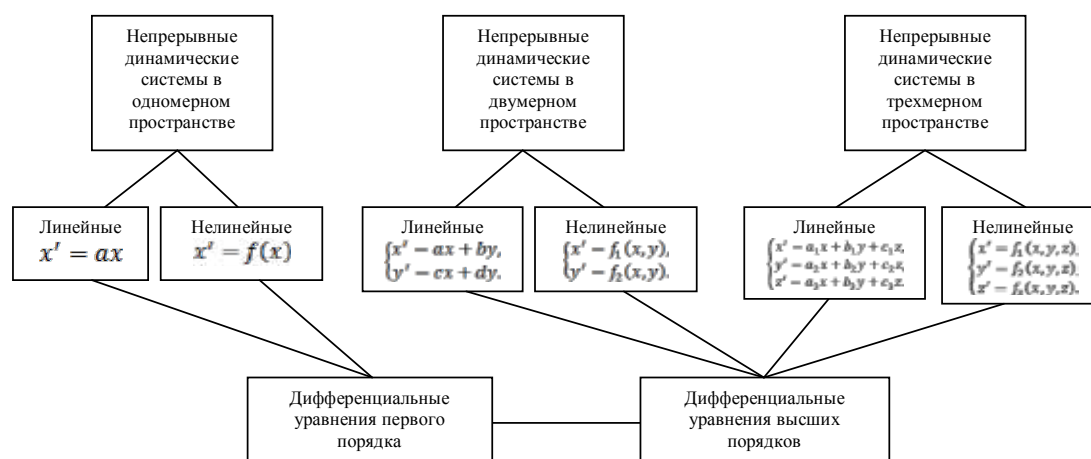 Непрерывные
динамические
системы в
одномерном
пространстве
Непрерывные
динамические
системы в
двумерном
пространстве
Непрерывные
динамические
системы в
трехмерном
пространстве
Линейные
x′ = ax
Нелинейные
x′ = f(x)
Линейные
x′ = ax + by,
y′ = cx + dy.
Нелинейные
x′ = f₁(x,y),
y′ = f₂(x,y).
Линейные
x′ = a₁x + b₁y + c₁z,
y′ = a₂x + b₂y + c₂z,
z′ = a₃x + b₃y + c₃z.
Нелинейные
x′ = f₁(x,y,z),
y′ = f₂(x,y,z),
z′ = f₃(x,y,z).
Дифференциальные
уравнения первого
порядка
Дифференциальные
уравнения высших
порядков